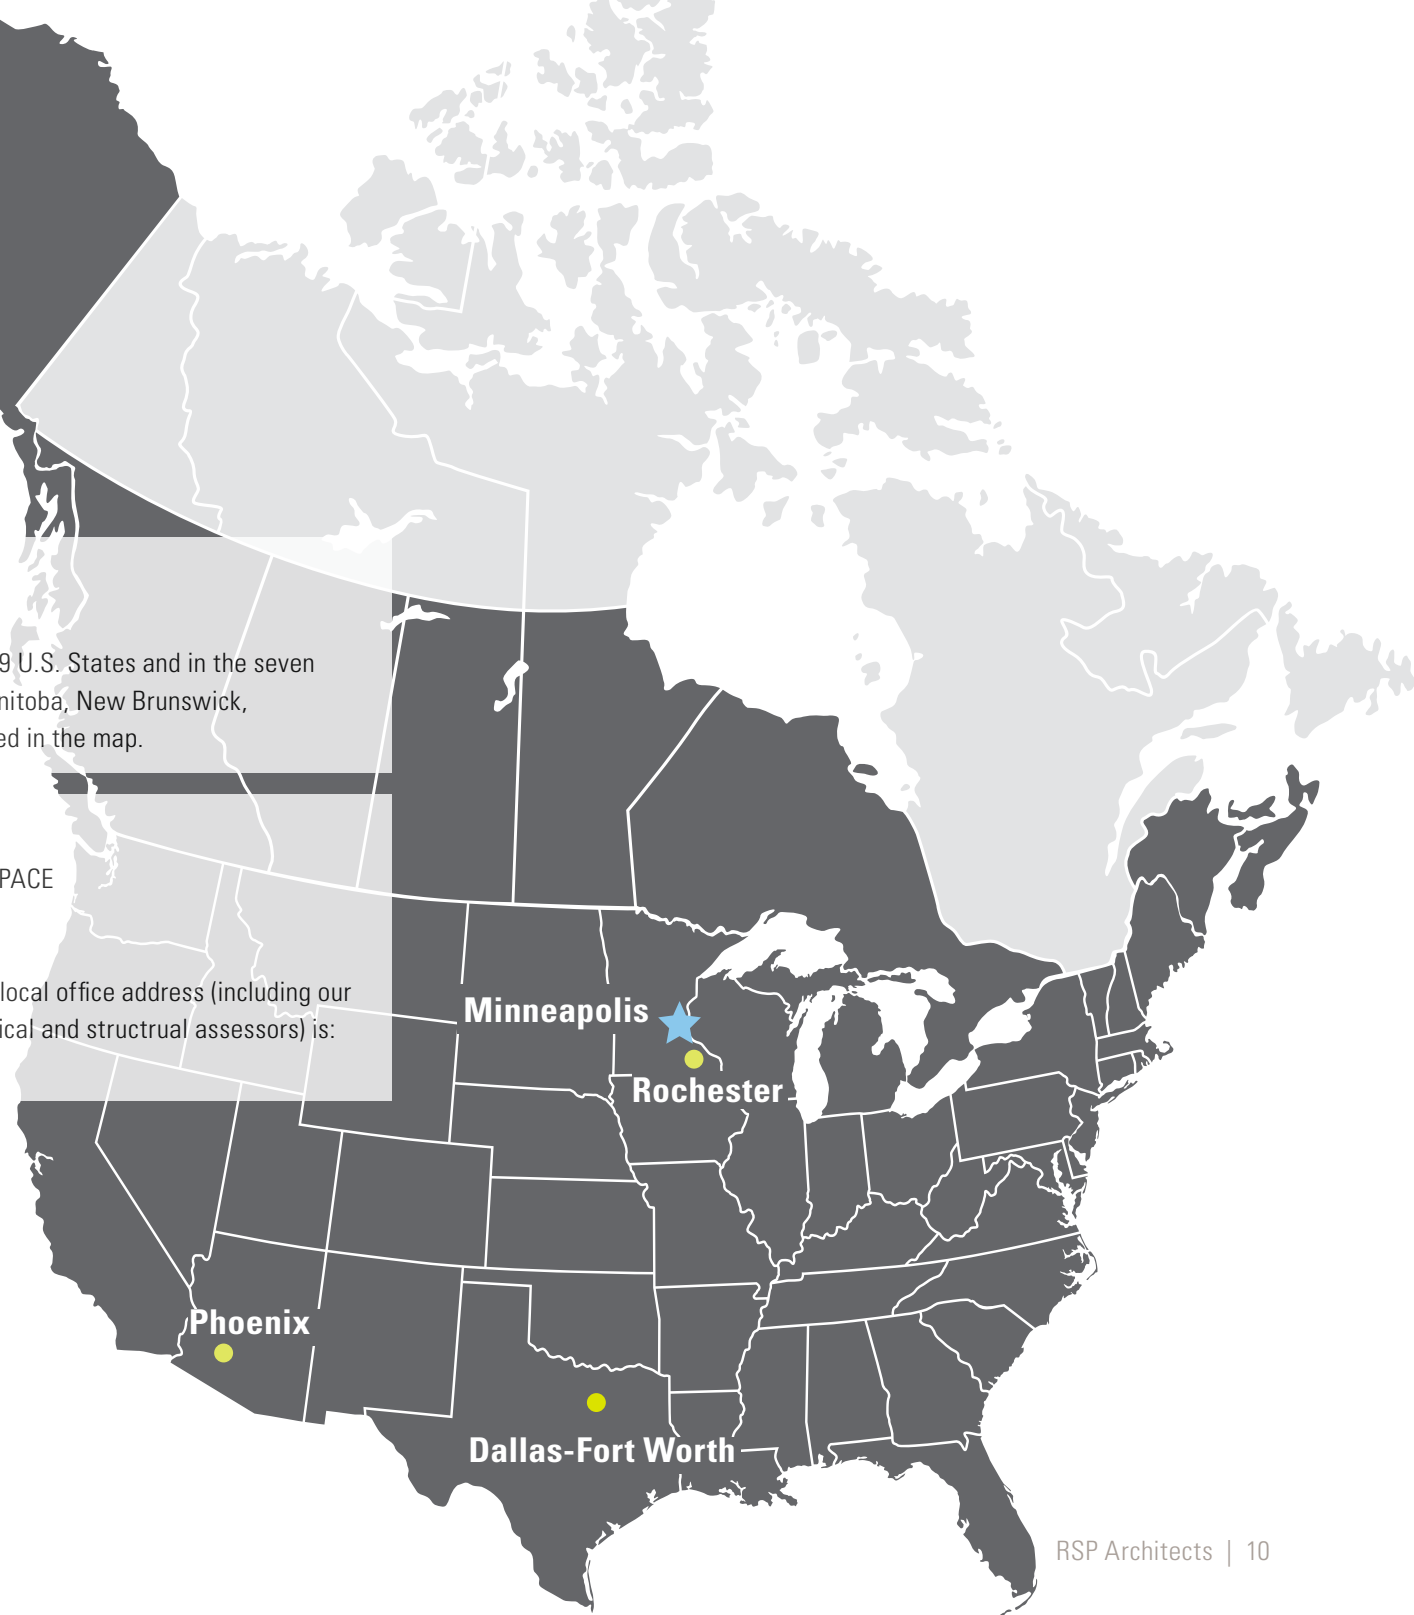 9 U.S. States and in the seven
nitoba, New Brunswick,
ed in the map.
PACE
local office address (including our
ical and structrual assessors) is:
Minneapolis
Rochester
Phoenix
Dallas-Fort Worth
RSP Architects | 10